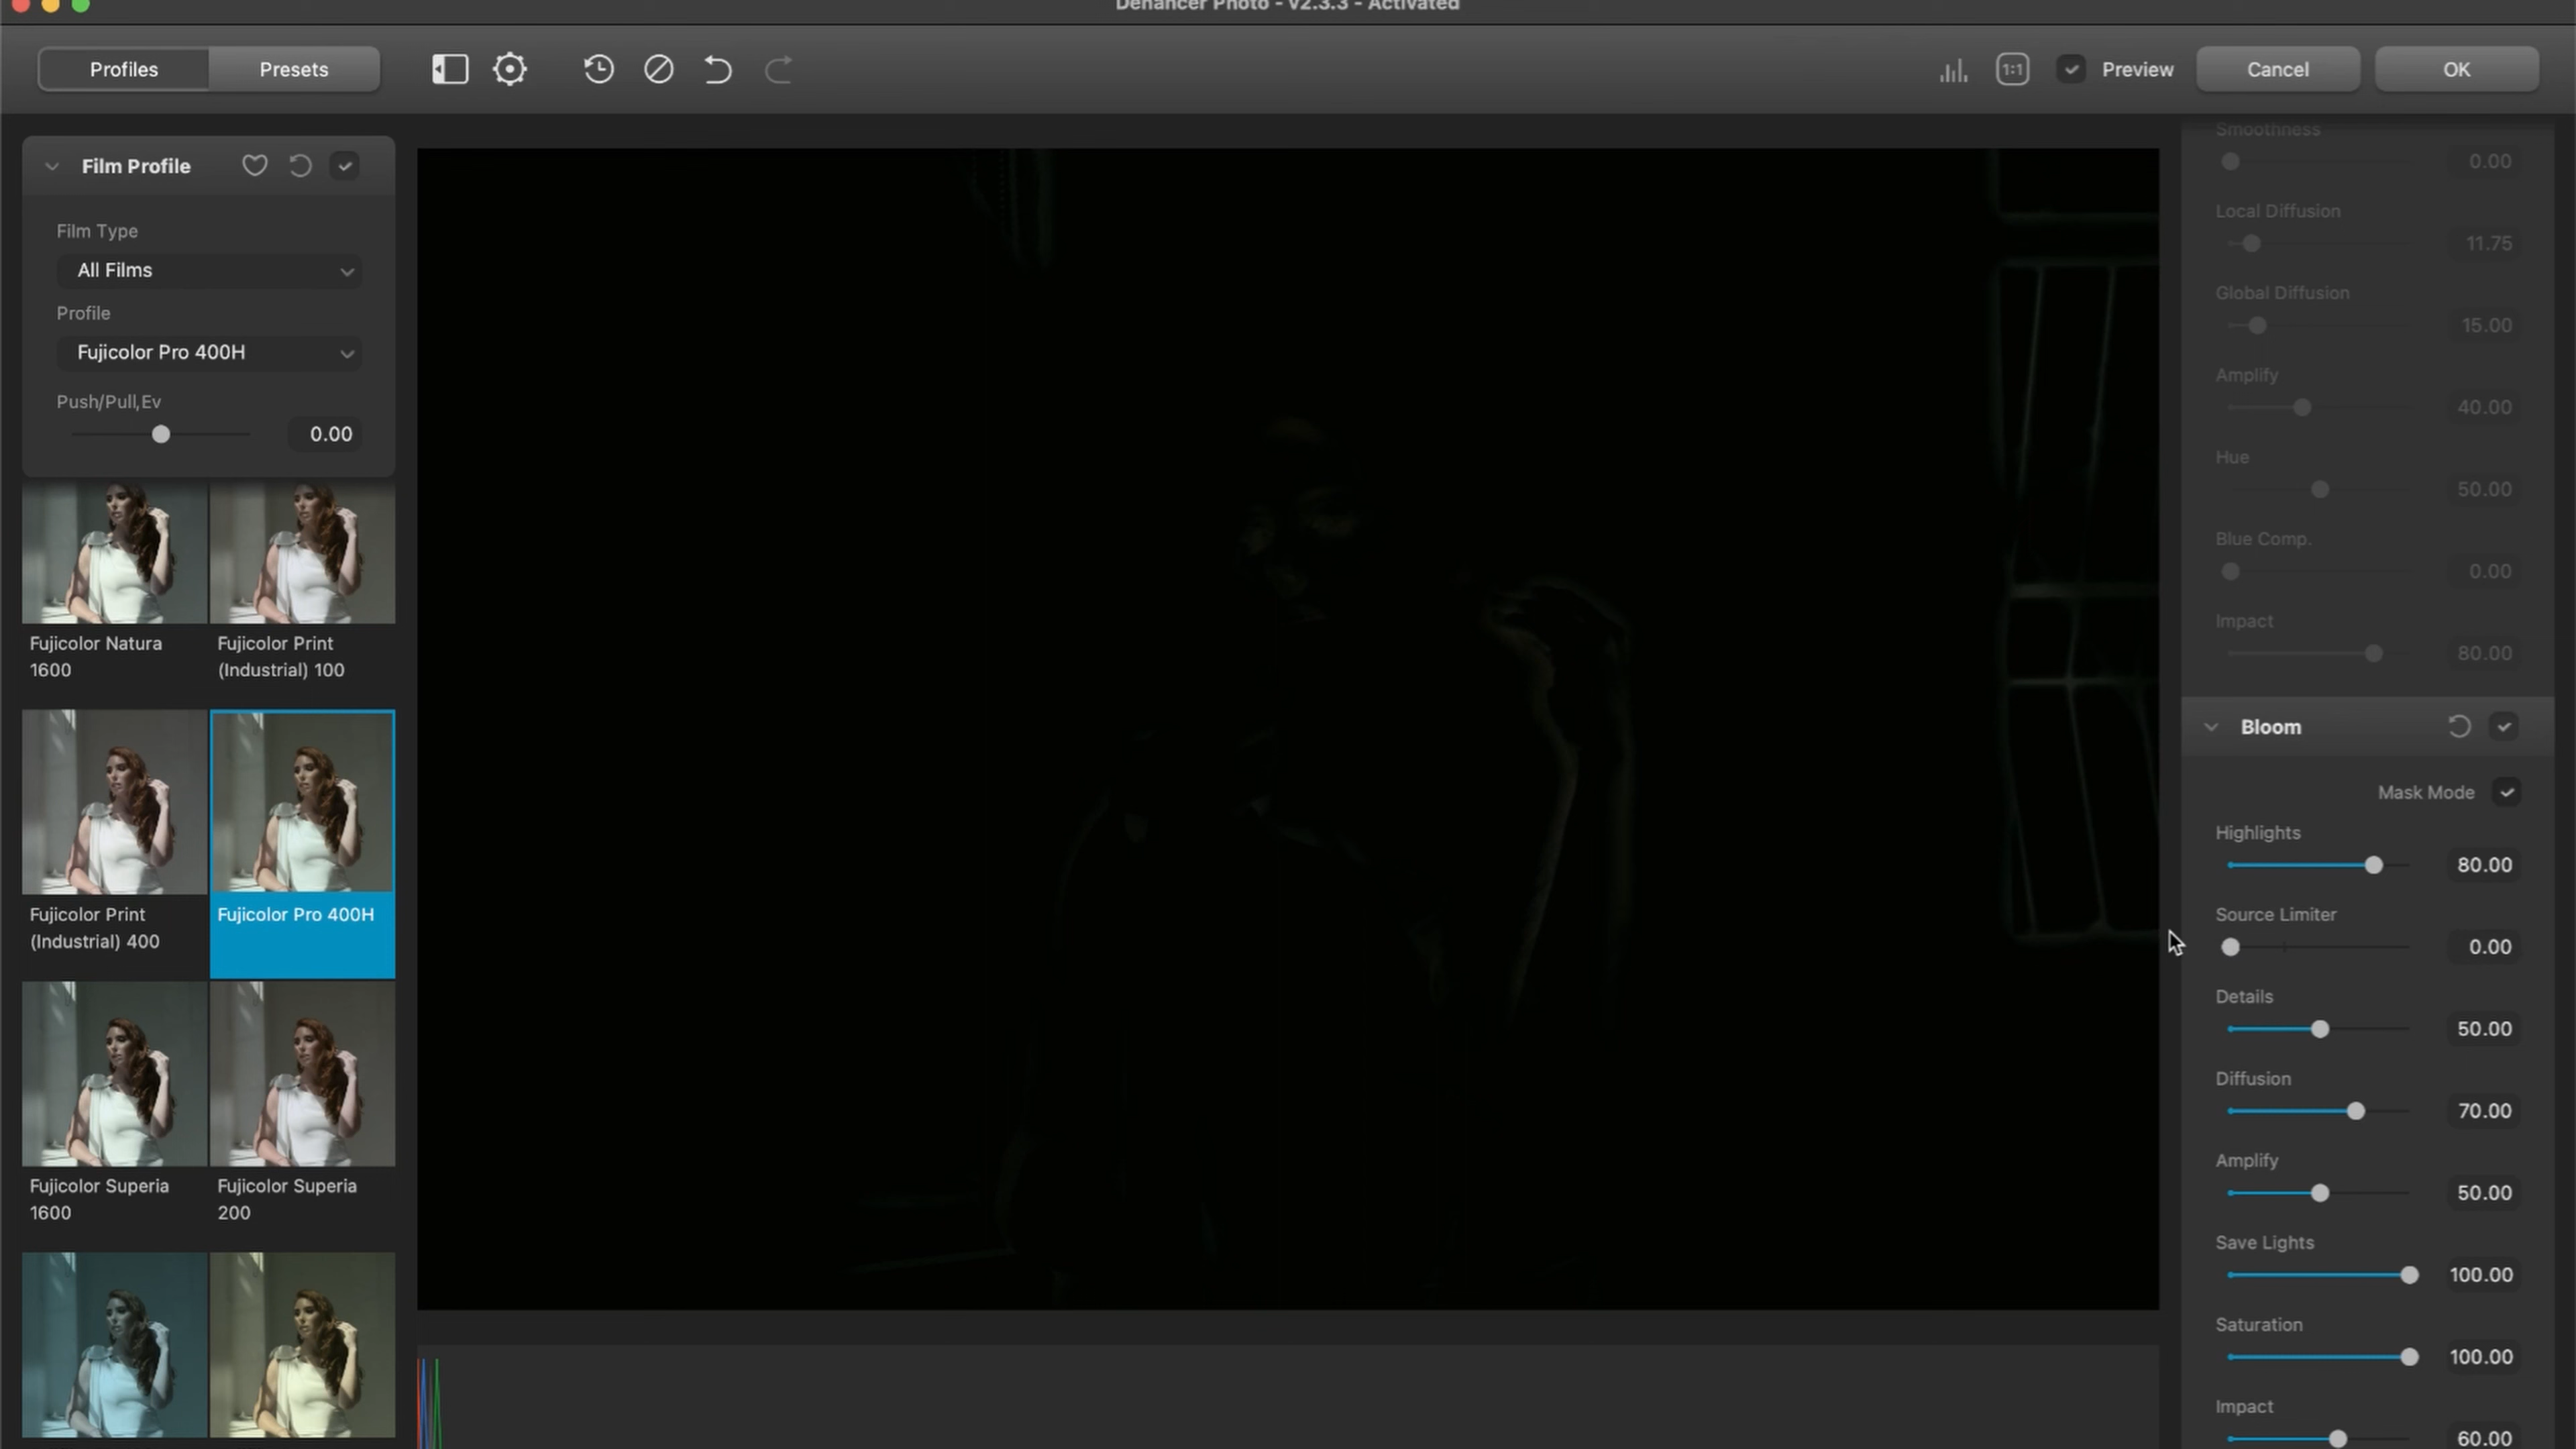 Dehancer Photo - v2.3.3 - Activated
Profiles
Presets
1:1
Preview
Cancel
OK
Film Profile
Film Type
All Films
Profile
Fujicolor Pro 400H
Push/Pull,Ev
0.00
Fujicolor Natura
1600
Fujicolor Print
(Industrial) 100
Fujicolor Print
(Industrial) 400
Fujicolor Pro 400H
Fujicolor Superia
1600
Fujicolor Superia
200
Smoothness
0.00
Local Diffusion
11.75
Global Diffusion
15.00
Amplify
40.00
Hue
50.00
Blue Comp.
0.00
Impact
80.00
Bloom
Mask Mode
Highlights
80.00
Source Limiter
0.00
Details
50.00
Diffusion
70.00
Amplify
50.00
Save Lights
100.00
Saturation
100.00
Impact
60.00